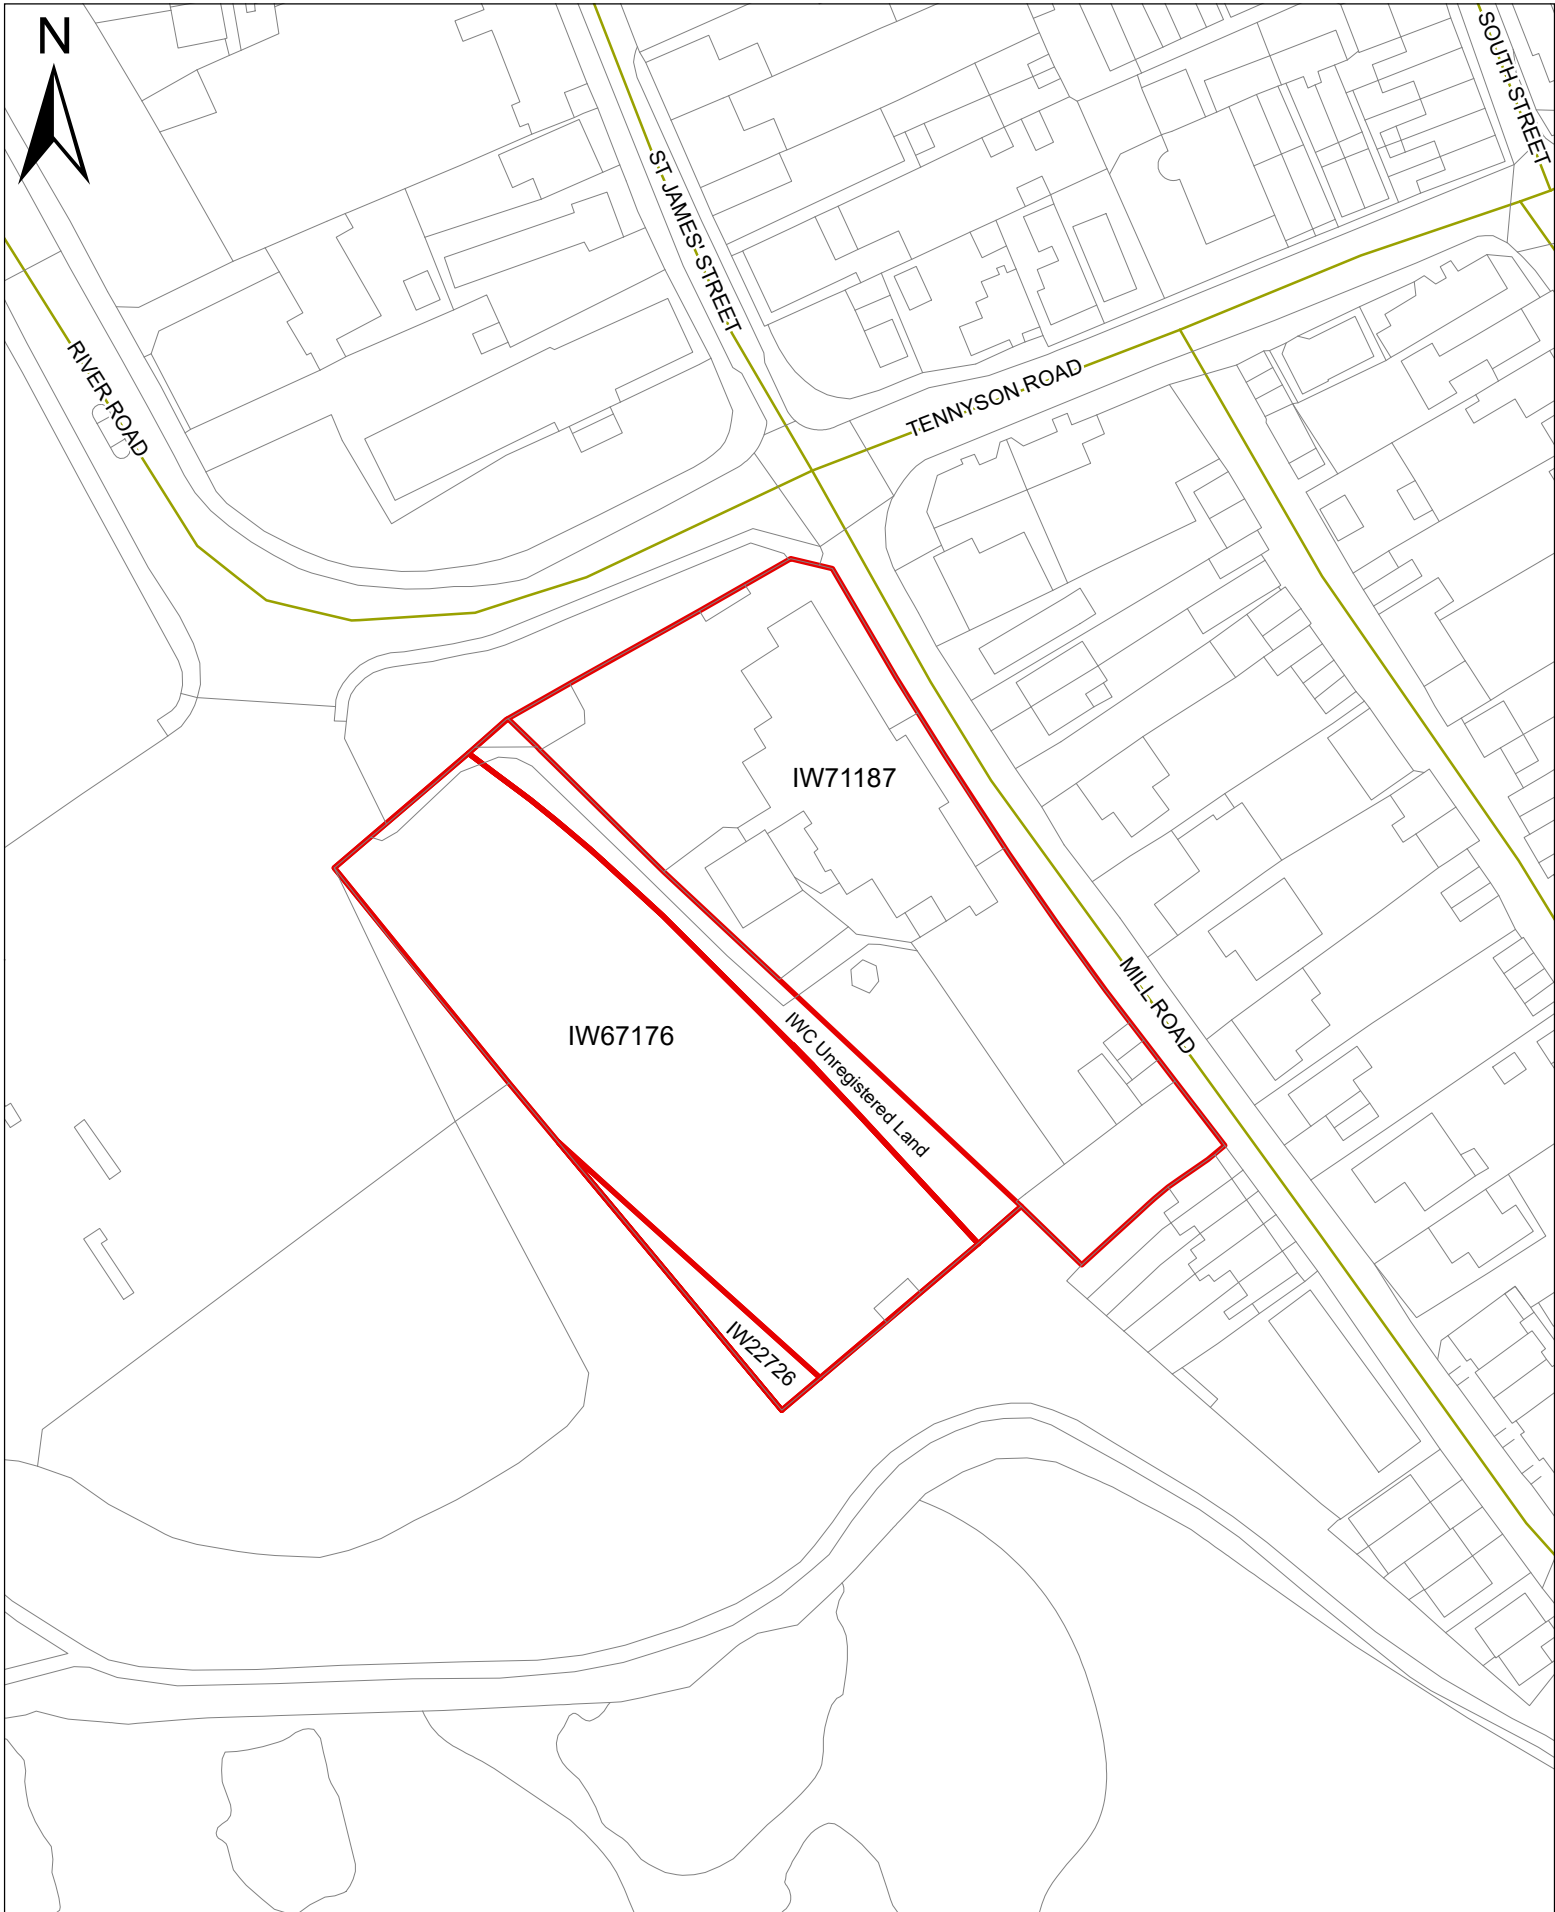 N
SOUTH STREET
ST JAMES' STREET
RIVER ROAD
TENNYSON ROAD
IW71187
MILL ROAD
IW67176
IWC Unregistered Land
IW22726